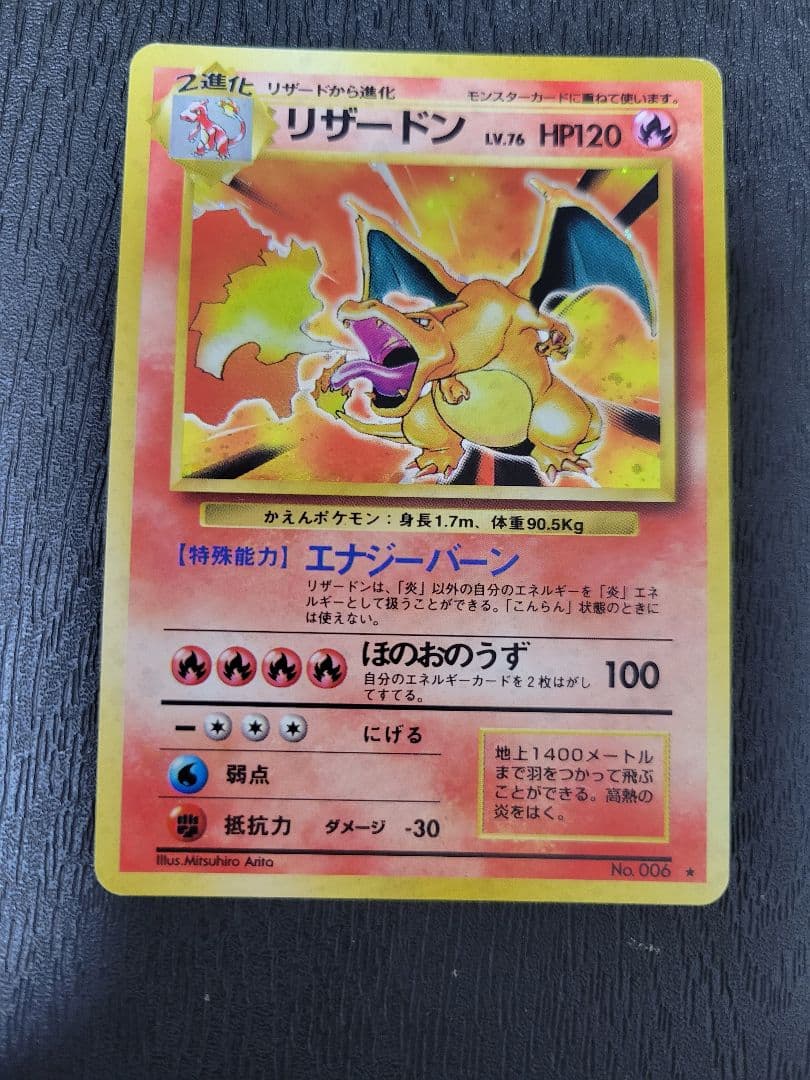 2進化
リザードから進化
モンスターカードに重ねて使います。
リザードン LV.76 HP120
かえんポケモン：身長1.7m、体重90.5Kg
【特殊能力】エナジーバーン
リザードンは、「炎」以外の自分のエネルギーを「炎」エネ
ルギーとして扱うことができる。「こんらん」状態のときに
は使えない。
ほのおのうず 100
自分のエネルギーカードを2枚はがし
てすてる。
ー にげる
弱点
抵抗力 ダメージ -30
地上1400メートル
まで羽をつかって飛ぶ
ことができる。高熱の
炎をはく。
Illus.Mitsuhiro Arita
No. 006 ★